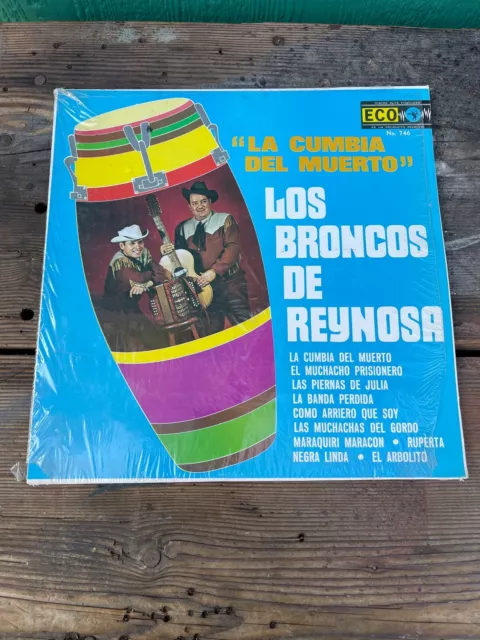 ECO
No. 746
"LA CUMBIA
DEL MUERTO"
LOS
BRONCOS
DE
REYNOSA
LA CUMBIA DEL MUERTO
EL MUCHACHO PRISIONERO
LAS PIERNAS DE JULIA
LA BANDA PERDIDA
COMO ARRIERO QUE SOY
LAS MUCHACHAS DEL GORDO
MARAQUIRI MARACON • RUPERTA
NEGRA LINDA • EL ARBOLITO